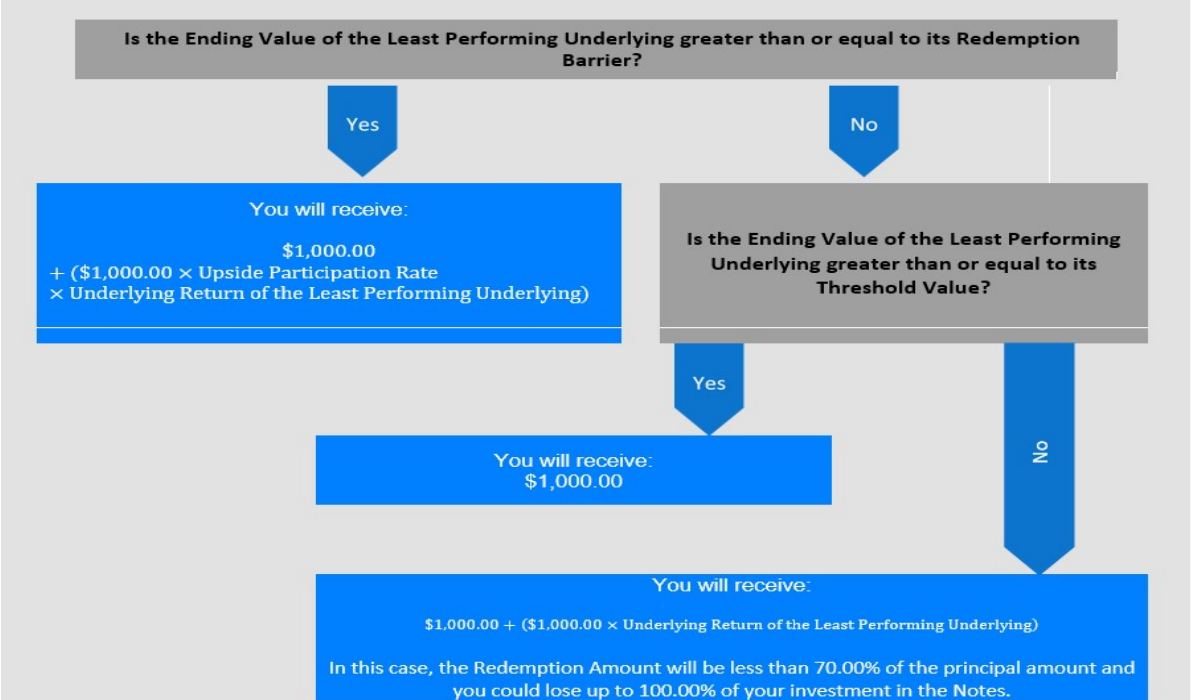 Is the Ending Value of the Least Performing Underlying greater than or equal to its Redemption
Barrier?
Yes
No
You will receive:
$1,000.00
+ ($1,000.00 × Upside Participation Rate
× Underlying Return of the Least Performing Underlying)
Is the Ending Value of the Least Performing
Underlying greater than or equal to its
Threshold Value?
Yes
No
You will receive:
$1,000.00
You will receive:
$1,000.00 + ($1,000.00 × Underlying Return of the Least Performing Underlying)
In this case, the Redemption Amount will be less than 70.00% of the principal amount and
you could lose up to 100.00% of your investment in the Notes.